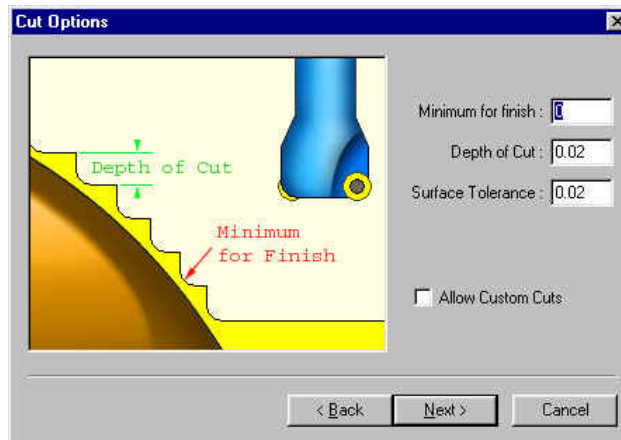 Cut Options
Depth of Cut
Minimum
for Finish
Minimum for finish : 0
Depth of Cut : 0.02
Surface Tolerance : 0.02
Allow Custom Cuts
< Back
Next >
Cancel